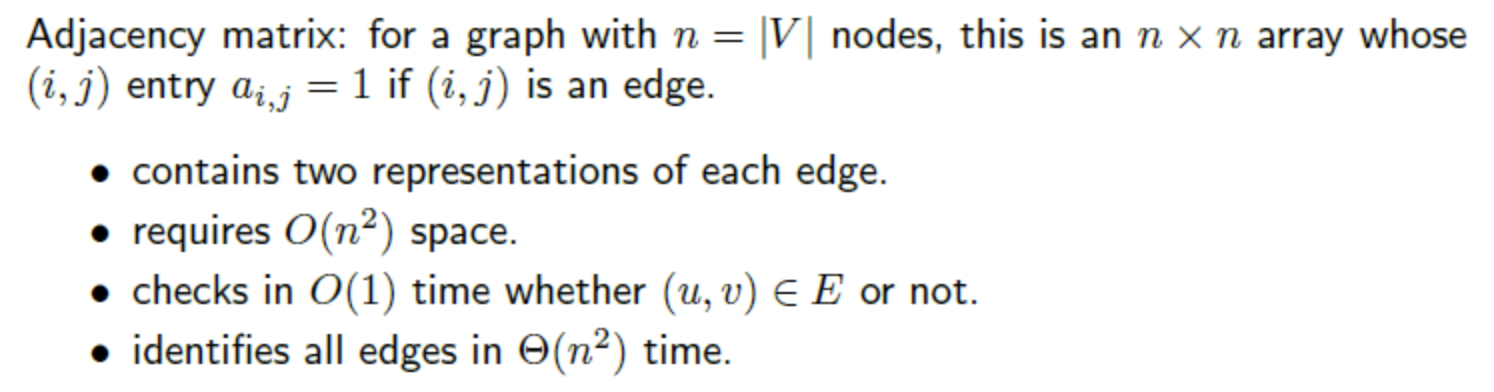 Adjacency matrix: for a graph with n = |V| nodes, this is an n × n array whose
(i, j) entry a_{i,j} = 1 if (i, j) is an edge.
• contains two representations of each edge.
• requires O(n²) space.
• checks in O(1) time whether (u, v) ∈ E or not.
• identifies all edges in Θ(n²) time.